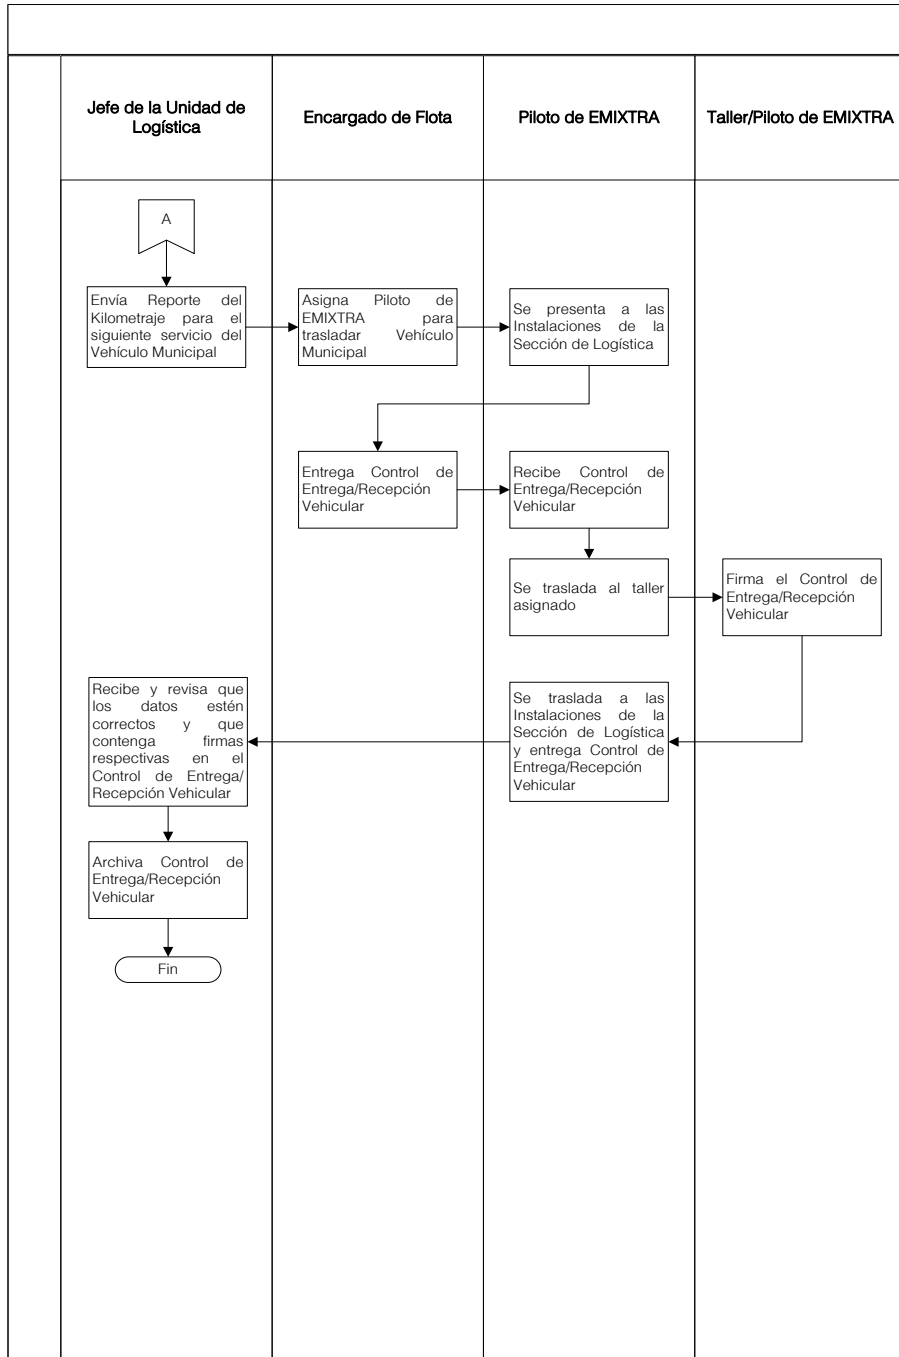 Jefe de la Unidad de
Logística
Encargado de Flota
Piloto de EMIXTRA
Taller/Piloto de EMIXTRA
A
Envía Reporte del
Kilometraje para el
siguiente servicio del
Vehículo Municipal
Asigna Piloto de
EMIXTRA para
trasladar Vehículo
Municipal
Se presenta a las
Instalaciones de la
Sección de Logística
Entrega Control de
Entrega/Recepción
Vehicular
Recibe Control de
Entrega/Recepción
Vehicular
Se traslada al taller
asignado
Firma el Control de
Entrega/Recepción
Vehicular
Se traslada a las
Instalaciones de la
Sección de Logística
y entrega Control de
Entrega/Recepción
Vehicular
Recibe y revisa que
los datos estén
correctos y que
contenga firmas
respectivas en el
Control de Entrega/
Recepción Vehicular
Archiva Control de
Entrega/Recepción
Vehicular
Fin